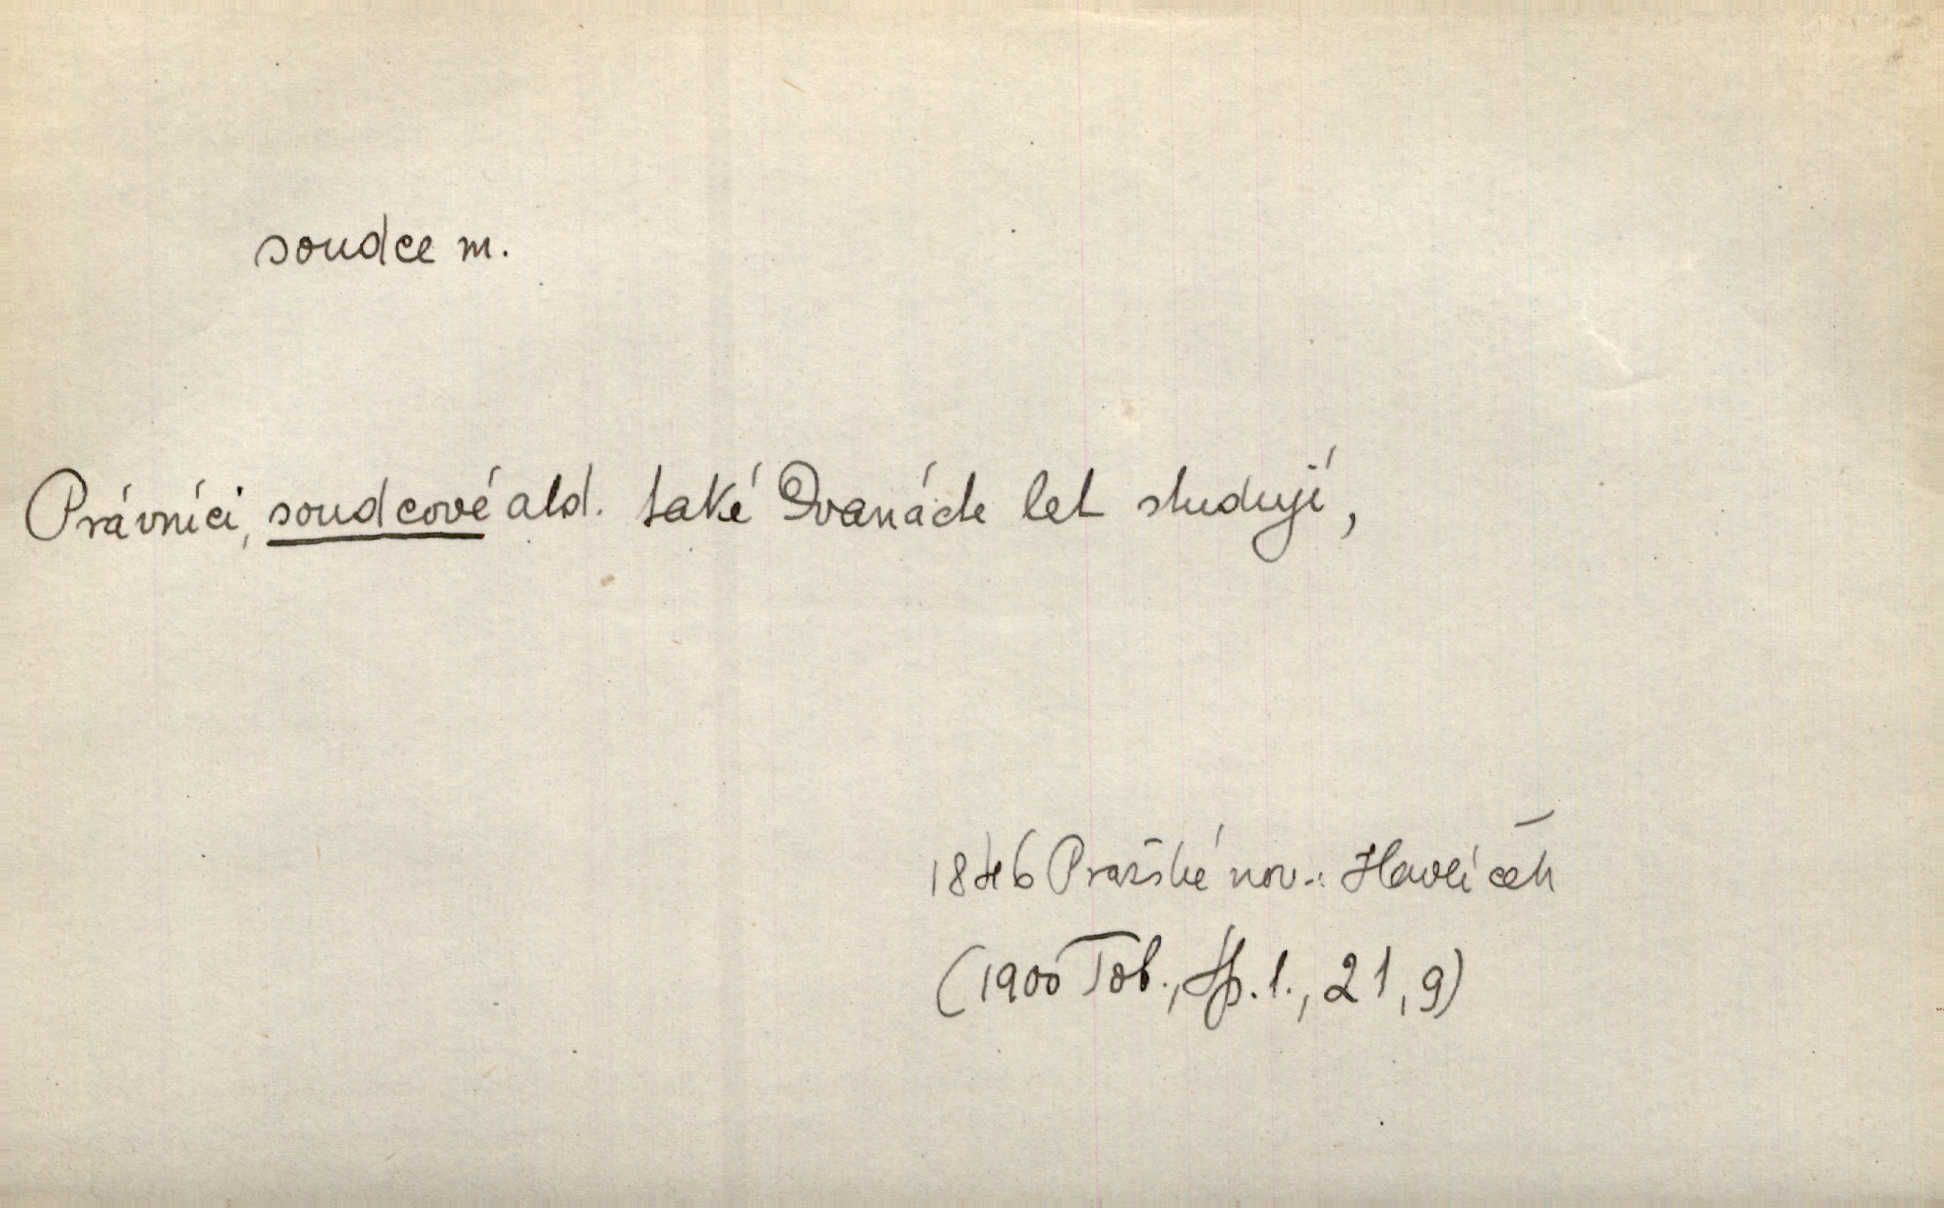 soudce m.
Právníci, soudcové atd. také dvanácte let studují,
1846 Pražské nov.: Havlíček
(1900 Tob., Sp. 1., 21, 9)